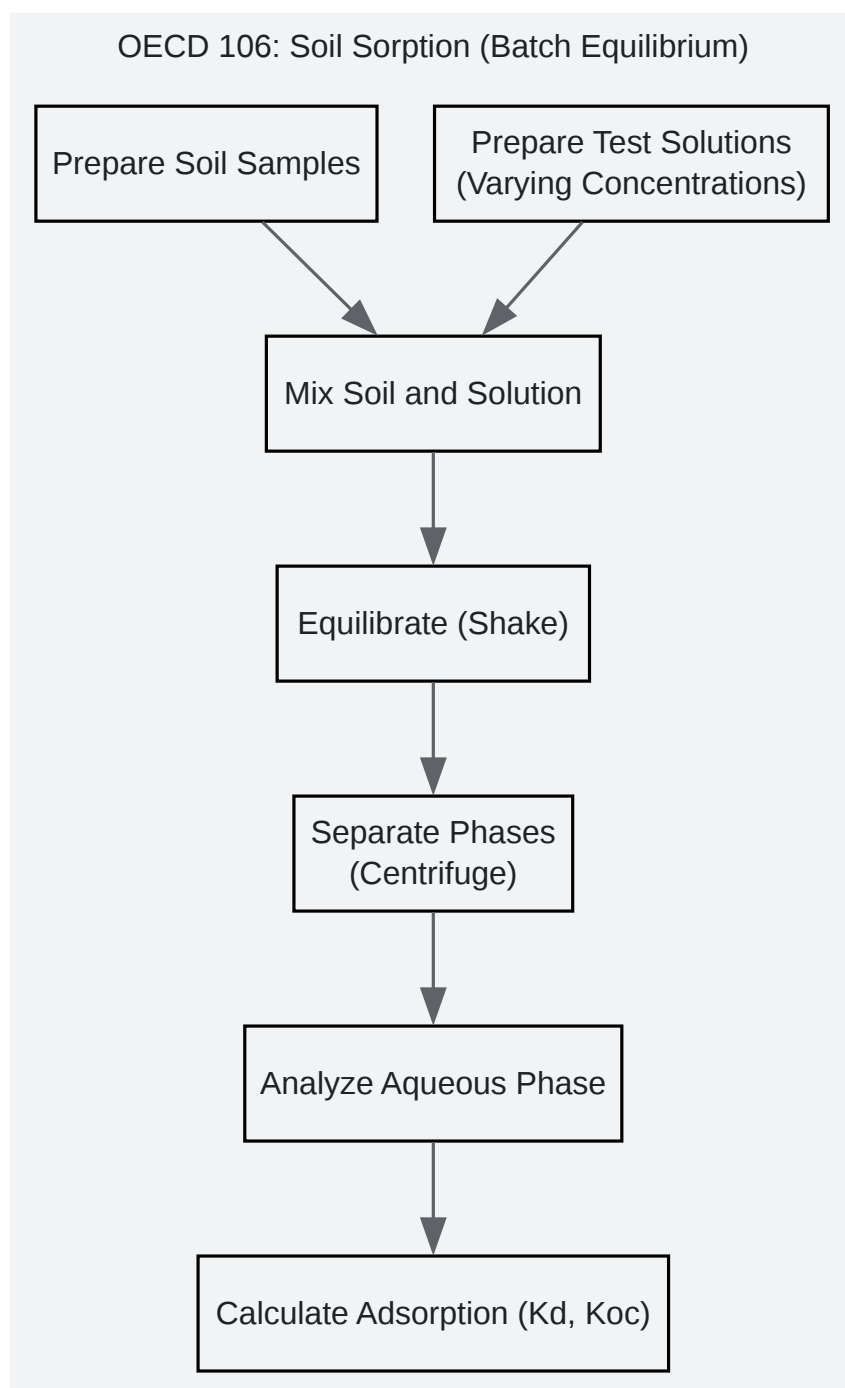 OECD 106: Soil Sorption (Batch Equilibrium)
Prepare Soil Samples
Prepare Test Solutions
(Varying Concentrations)
Mix Soil and Solution
Equilibrate (Shake)
Separate Phases
(Centrifuge)
Analyze Aqueous Phase
Calculate Adsorption (Kd, Koc)